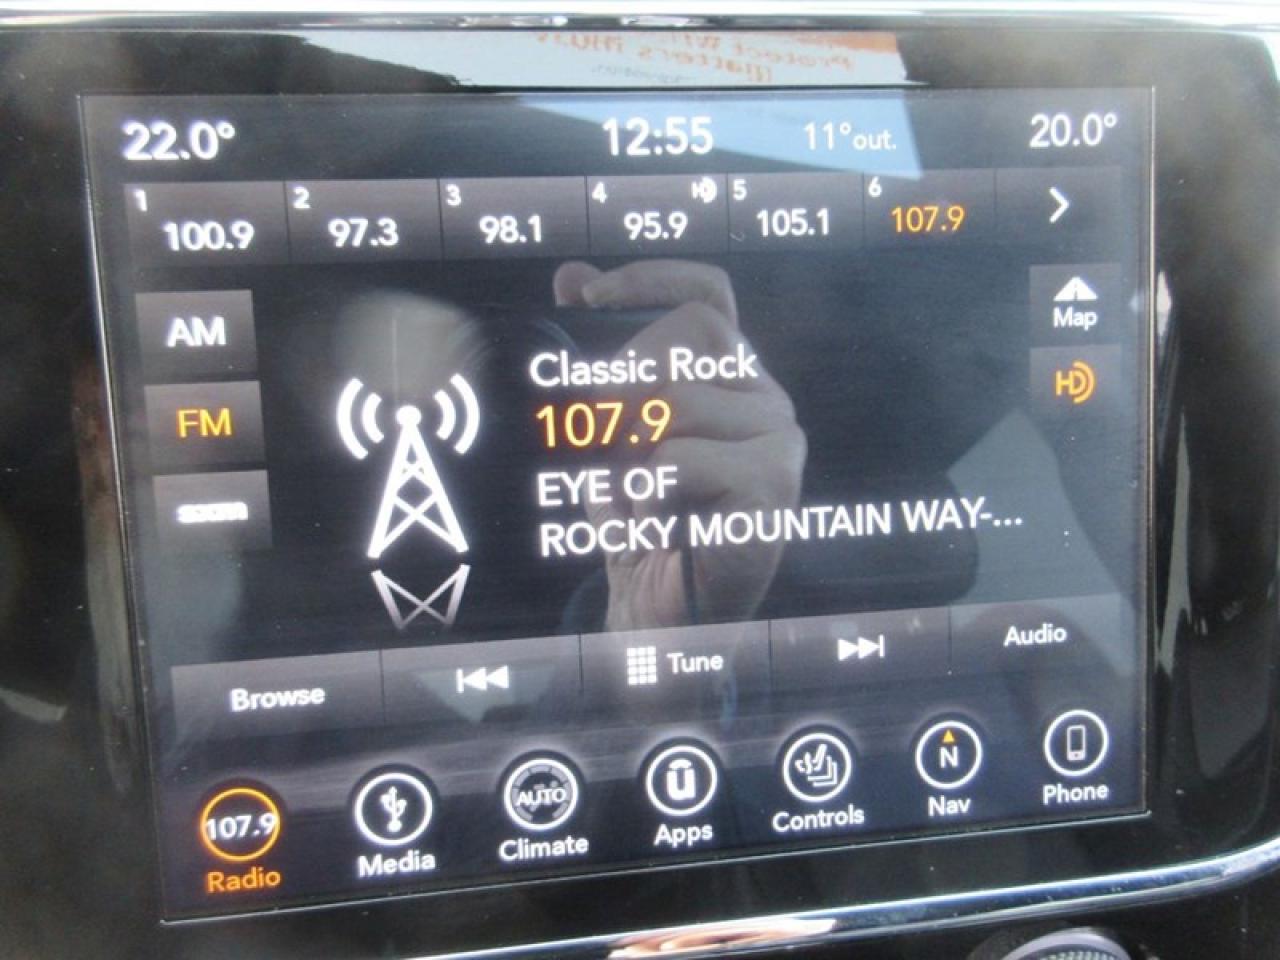 22.0° 12:55 11°out. 20.0°
1 100.9 2 97.3 3 98.1 4 95.9 HD 5 105.1 6 107.9
AM
Map
FM
HD
Classic Rock
107.9
EYE OF
ROCKY MOUNTAIN WAY-...
Browse Tune Audio
107.9 AUTO N
Radio Media Climate Apps Controls Nav Phone